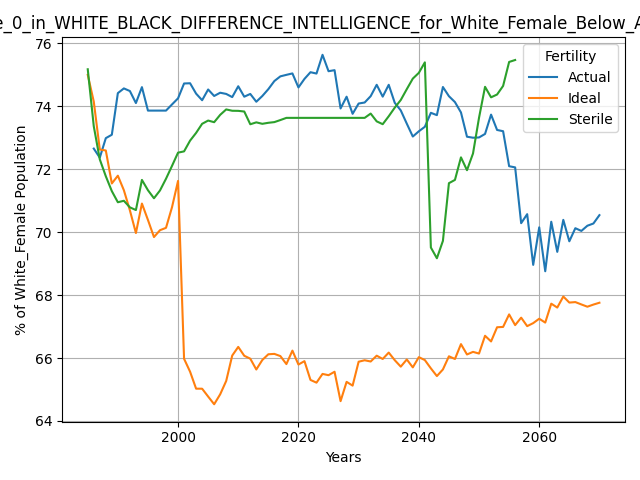 e_0_in_WHITE_BLACK_DIFFERENCE_INTELLIGENCE_for_White_Female_Below_A
% of White_Female Population
76
74
72
70
68
66
64
Fertility
Actual
Ideal
Sterile
2000 2020 2040 2060
Years